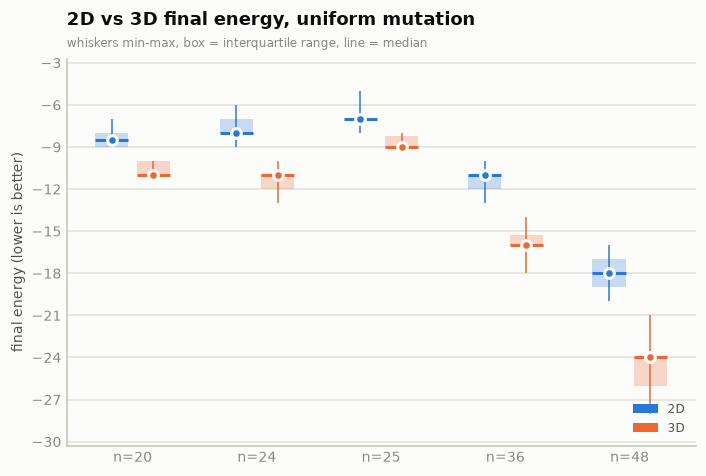 2D vs 3D final energy, uniform mutation
whiskers min-max, box = interquartile range, line = median
final energy (lower is better)
−3
−6
−9
−12
−15
−18
−21
−24
−27
−30
n=20
n=24
n=25
n=36
n=48
2D
3D